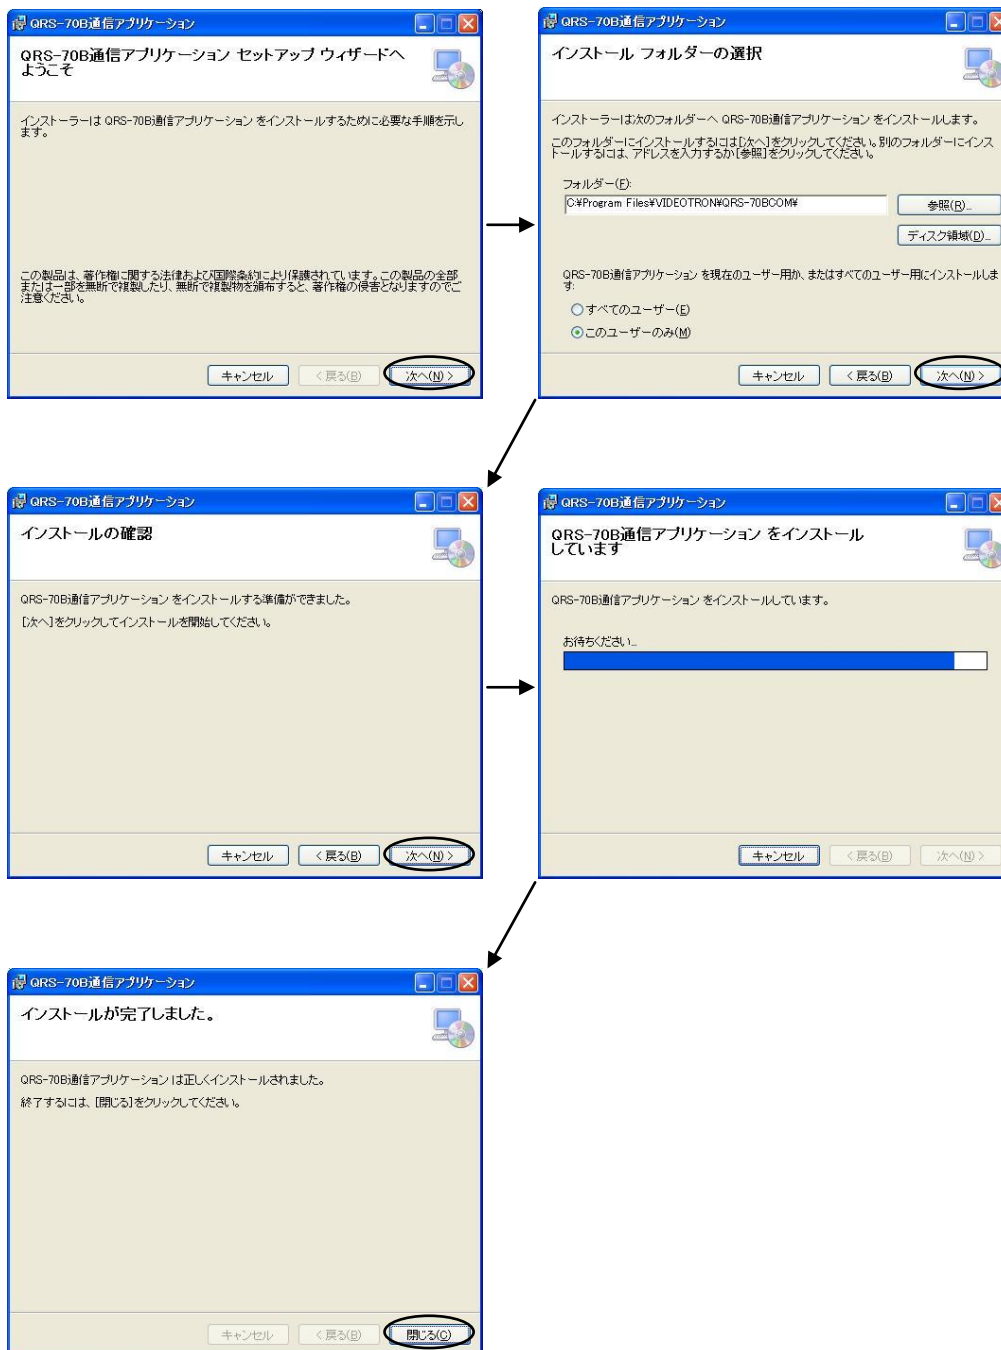 QRS-70B通信アプリケーション
QRS-70B通信アプリケーション セットアップ ウィザードへ
ようこそ
インストーラーは QRS-70B通信アプリケーション をインストールするために必要な手順を示し
ます。
この製品は、著作権に関する法律および国際条約により保護されています。この製品の全部
または一部を無断で複製したり、無断で複製物を頒布すると、著作権の侵害となりますのでご
注意ください。
キャンセル
< 戻る(B)
次へ(N) >
QRS-70B通信アプリケーション
インストール フォルダーの選択
インストーラーは次のフォルダーへ QRS-70B通信アプリケーション をインストールします。
このフォルダーにインストールするには[次へ]をクリックしてください。別のフォルダーにインス
トールするには、アドレスを入力するか[参照]をクリックしてください。
フォルダー(F):
C:¥Program Files¥VIDEOTRON¥QRS-70BCOM¥
参照(R)...
ディスク領域(D)...
QRS-70B通信アプリケーション を現在のユーザー用か、またはすべてのユーザー用にインストールしま
す:
すべてのユーザー(E)
このユーザーのみ(M)
キャンセル
< 戻る(B)
次へ(N) >
QRS-70B通信アプリケーション
インストールの確認
QRS-70B通信アプリケーション をインストールする準備ができました。
[次へ]をクリックしてインストールを開始してください。
キャンセル
< 戻る(B)
次へ(N) >
QRS-70B通信アプリケーション
QRS-70B通信アプリケーション をインストール
しています
QRS-70B通信アプリケーション をインストールしています。
お待ちください...
キャンセル
< 戻る(B)
次へ(N) >
QRS-70B通信アプリケーション
インストールが完了しました。
QRS-70B通信アプリケーション は正しくインストールされました。
終了するには、[閉じる]をクリックしてください。
キャンセル
< 戻る(B)
閉じる(C)